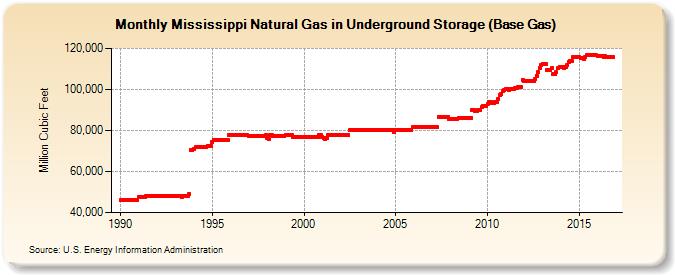 Monthly Mississippi Natural Gas in Underground Storage (Base Gas)
Million Cubic Feet
120,000
100,000
80,000
60,000
40,000
1990 1995 2000 2005 2010 2015
Source: U.S. Energy Information Administration